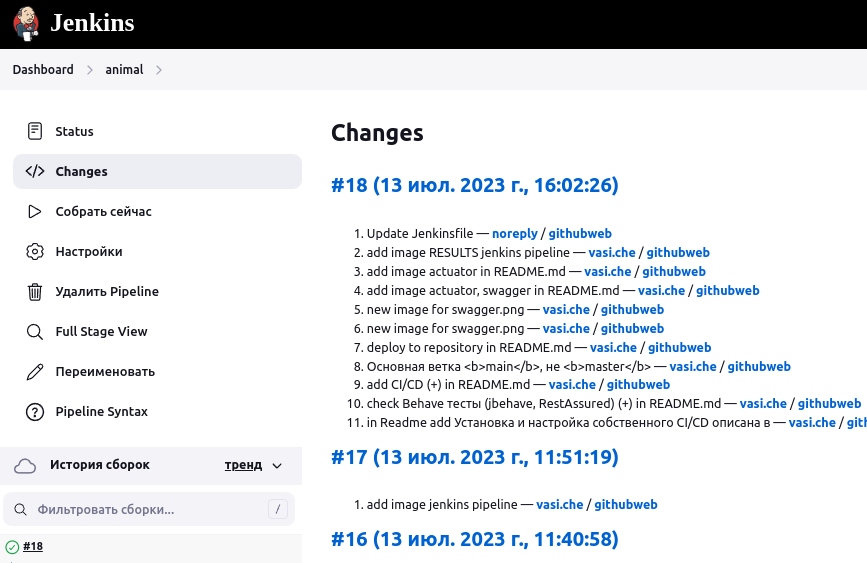 Jenkins
Dashboard
animal
Status
Changes
Собрать сейчас
Настройки
Удалить Pipeline
Full Stage View
Переименовать
Pipeline Syntax
История сборок
тренд
Фильтровать сборки...
/
#18
Changes
#18 (13 июл. 2023 г., 16:02:26)
1. Update Jenkinsfile — noreply / githubweb
2. add image RESULTS jenkins pipeline — vasi.che / githubweb
3. add image actuator in README.md — vasi.che / githubweb
4. add image actuator, swagger in README.md — vasi.che / githubweb
5. new image for swagger.png — vasi.che / githubweb
6. new image for swagger.png — vasi.che / githubweb
7. deploy to repository in README.md — vasi.che / githubweb
8. Основная ветка <b>main</b>, не <b>master</b> — vasi.che / githubweb
9. add CI/CD (+) in README.md — vasi.che / githubweb
10. check Behave тесты (jbehave, RestAssured) (+) in README.md — vasi.che / githubweb
11. in Readme add Установка и настройка собственного CI/CD описана в — vasi.che /
#17 (13 июл. 2023 г., 11:51:19)
1. add image jenkins pipeline — vasi.che / githubweb
#16 (13 июл. 2023 г., 11:40:58)